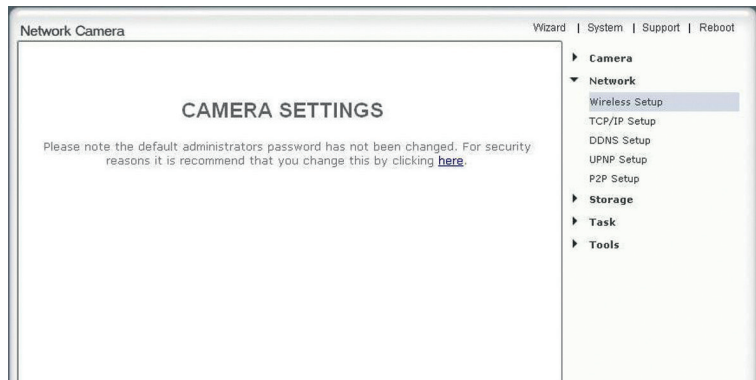 Network Camera
Wizard | System | Support | Reboot
CAMERA SETTINGS
Please note the default administrators password has not been changed. For security
reasons it is recommend that you change this by clicking here.
Camera
Network
Wireless Setup
TCP/IP Setup
DDNS Setup
UPNP Setup
P2P Setup
Storage
Task
Tools